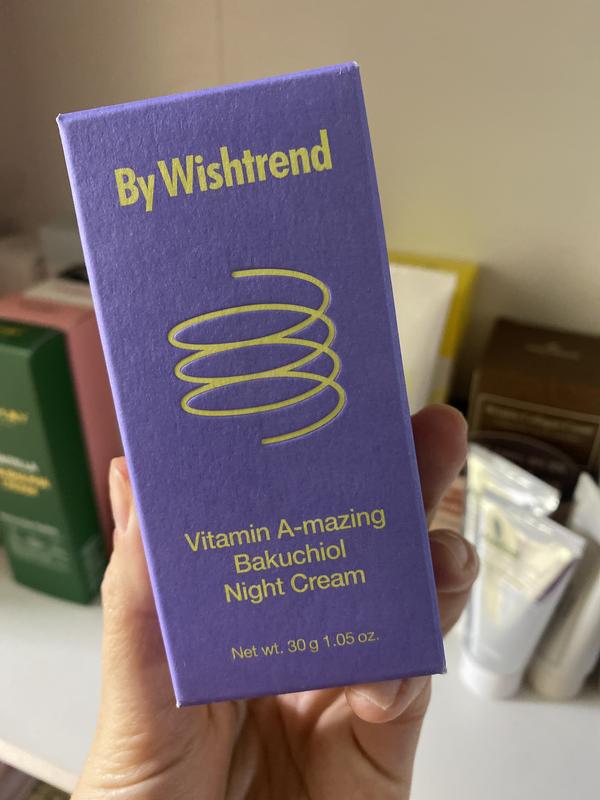 By Wishtrend
Vitamin A-mazing
Bakuchiol
Night Cream
Net wt. 30 g 1.05 oz.